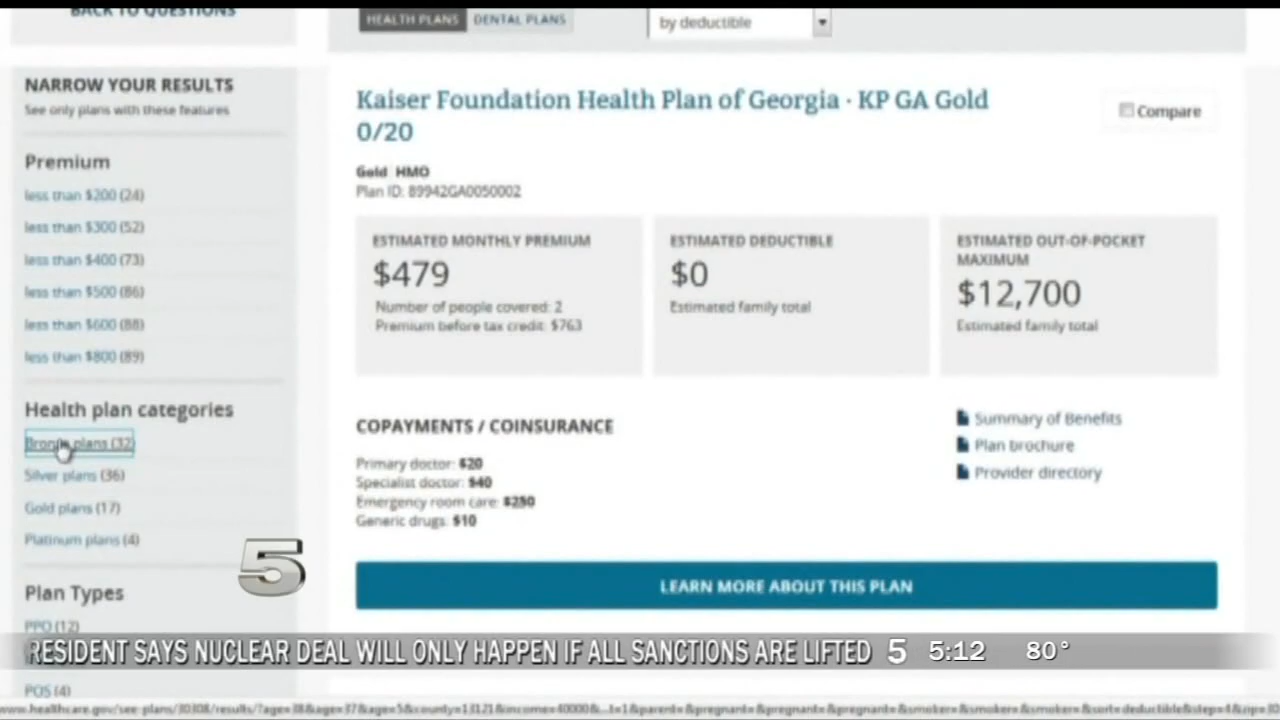 BACK TO QUESTIONS
HEALTH PLANS
DENTAL PLANS
by deductible
NARROW YOUR RESULTS
See only plans with these features
Premium
less than $200 (24)
less than $300 (52)
less than $400 (73)
less than $500 (86)
less than $600 (88)
less than $800 (89)
Health plan categories
Bronze plans (32)
Silver plans (36)
Gold plans (17)
Platinum plans (4)
Plan Types
PPO (12)
POS (4)
Kaiser Foundation Health Plan of Georgia · KP GA Gold
0/20
Compare
Gold HMO
Plan ID: 89942GA0050002
ESTIMATED MONTHLY PREMIUM
$479
Number of people covered: 2
Premium before tax credit: $763
ESTIMATED DEDUCTIBLE
$0
Estimated family total
ESTIMATED OUT-OF-POCKET
MAXIMUM
$12,700
Estimated family total
COPAYMENTS / COINSURANCE
Primary doctor: $20
Specialist doctor: $40
Emergency room care: $250
Generic drugs: $10
Summary of Benefits
Plan brochure
Provider directory
LEARN MORE ABOUT THIS PLAN
5
RESIDENT SAYS NUCLEAR DEAL WILL ONLY HAPPEN IF ALL SANCTIONS ARE LIFTED 5 5:12 80°